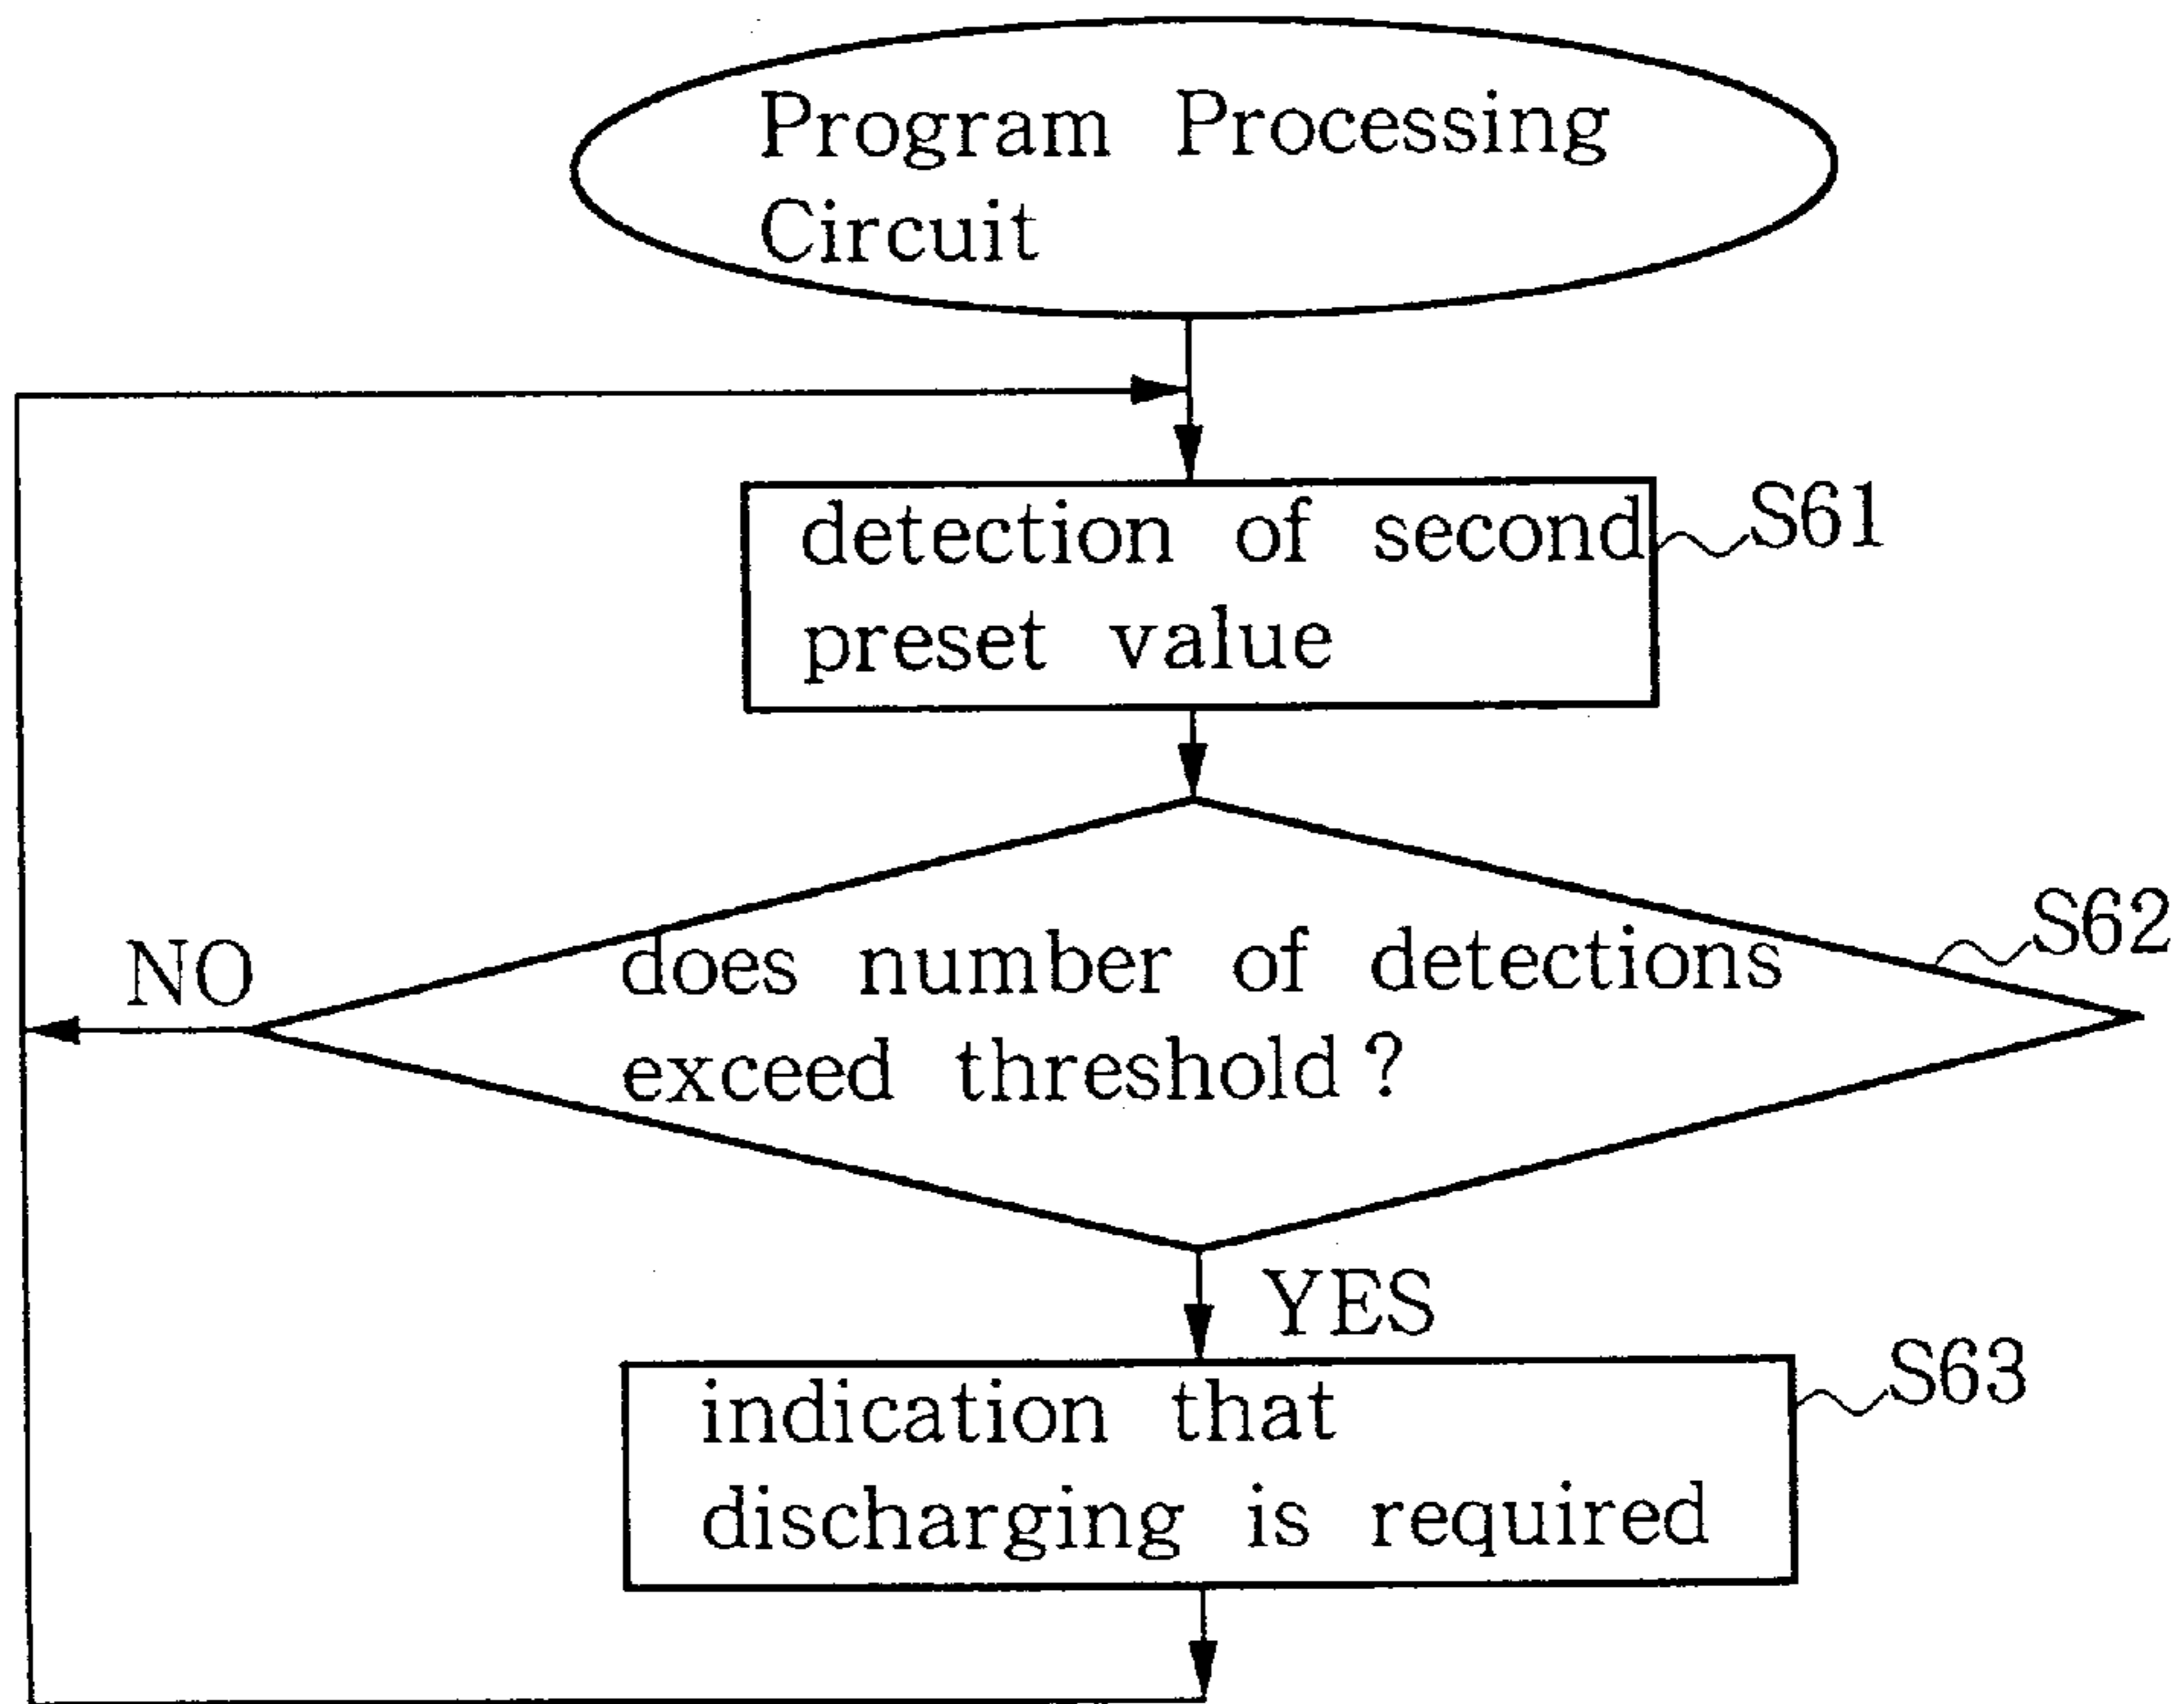 Program Processing
Circuit
detection of second
preset value
S61
does number of detections
exceed threshold?
S62
NO
YES
indication that
discharging is required
S63